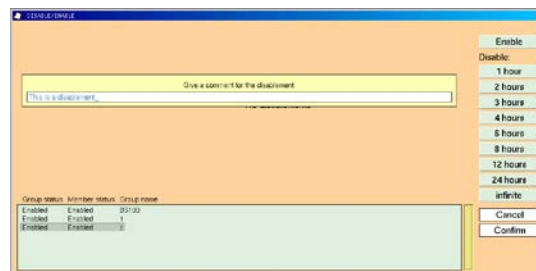 DISABLE/ENABLE
Enable
Disable:
1 hour
2 hours
3 hours
4 hours
6 hours
8 hours
12 hours
24 hours
infinite
Cancel
Confirm
Give a comment for the disablement
This is a disablement_
Group status Member status Group name
Enabled Enabled
Enabled Enabled 1
Enabled Enabled 2